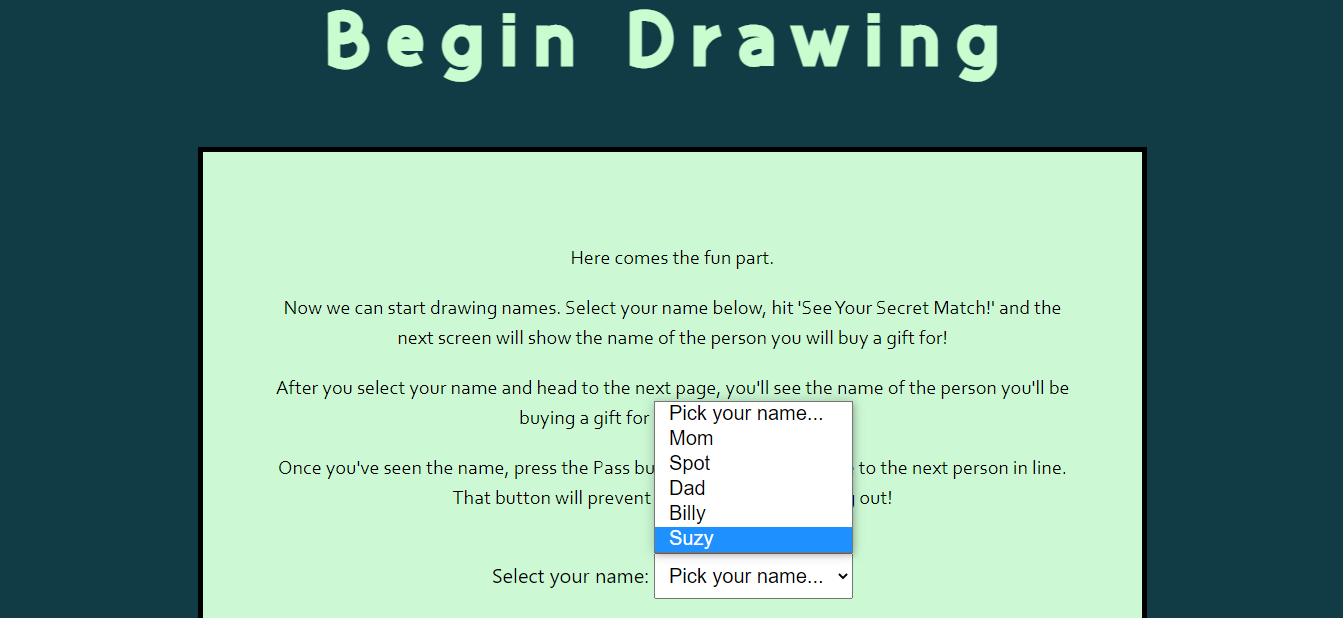 Begin Drawing
Here comes the fun part.
Now we can start drawing names. Select your name below, hit 'See Your Secret Match!' and the
next screen will show the name of the person you will buy a gift for!
After you select your name and head to the next page, you'll see the name of the person you'll be
buying a gift for
Once you've seen the name, press the Pass to the next person in line.
That button will prevent out!
Pick your name...
Mom
Spot
Dad
Billy
Suzy
Select your name: Pick your name...